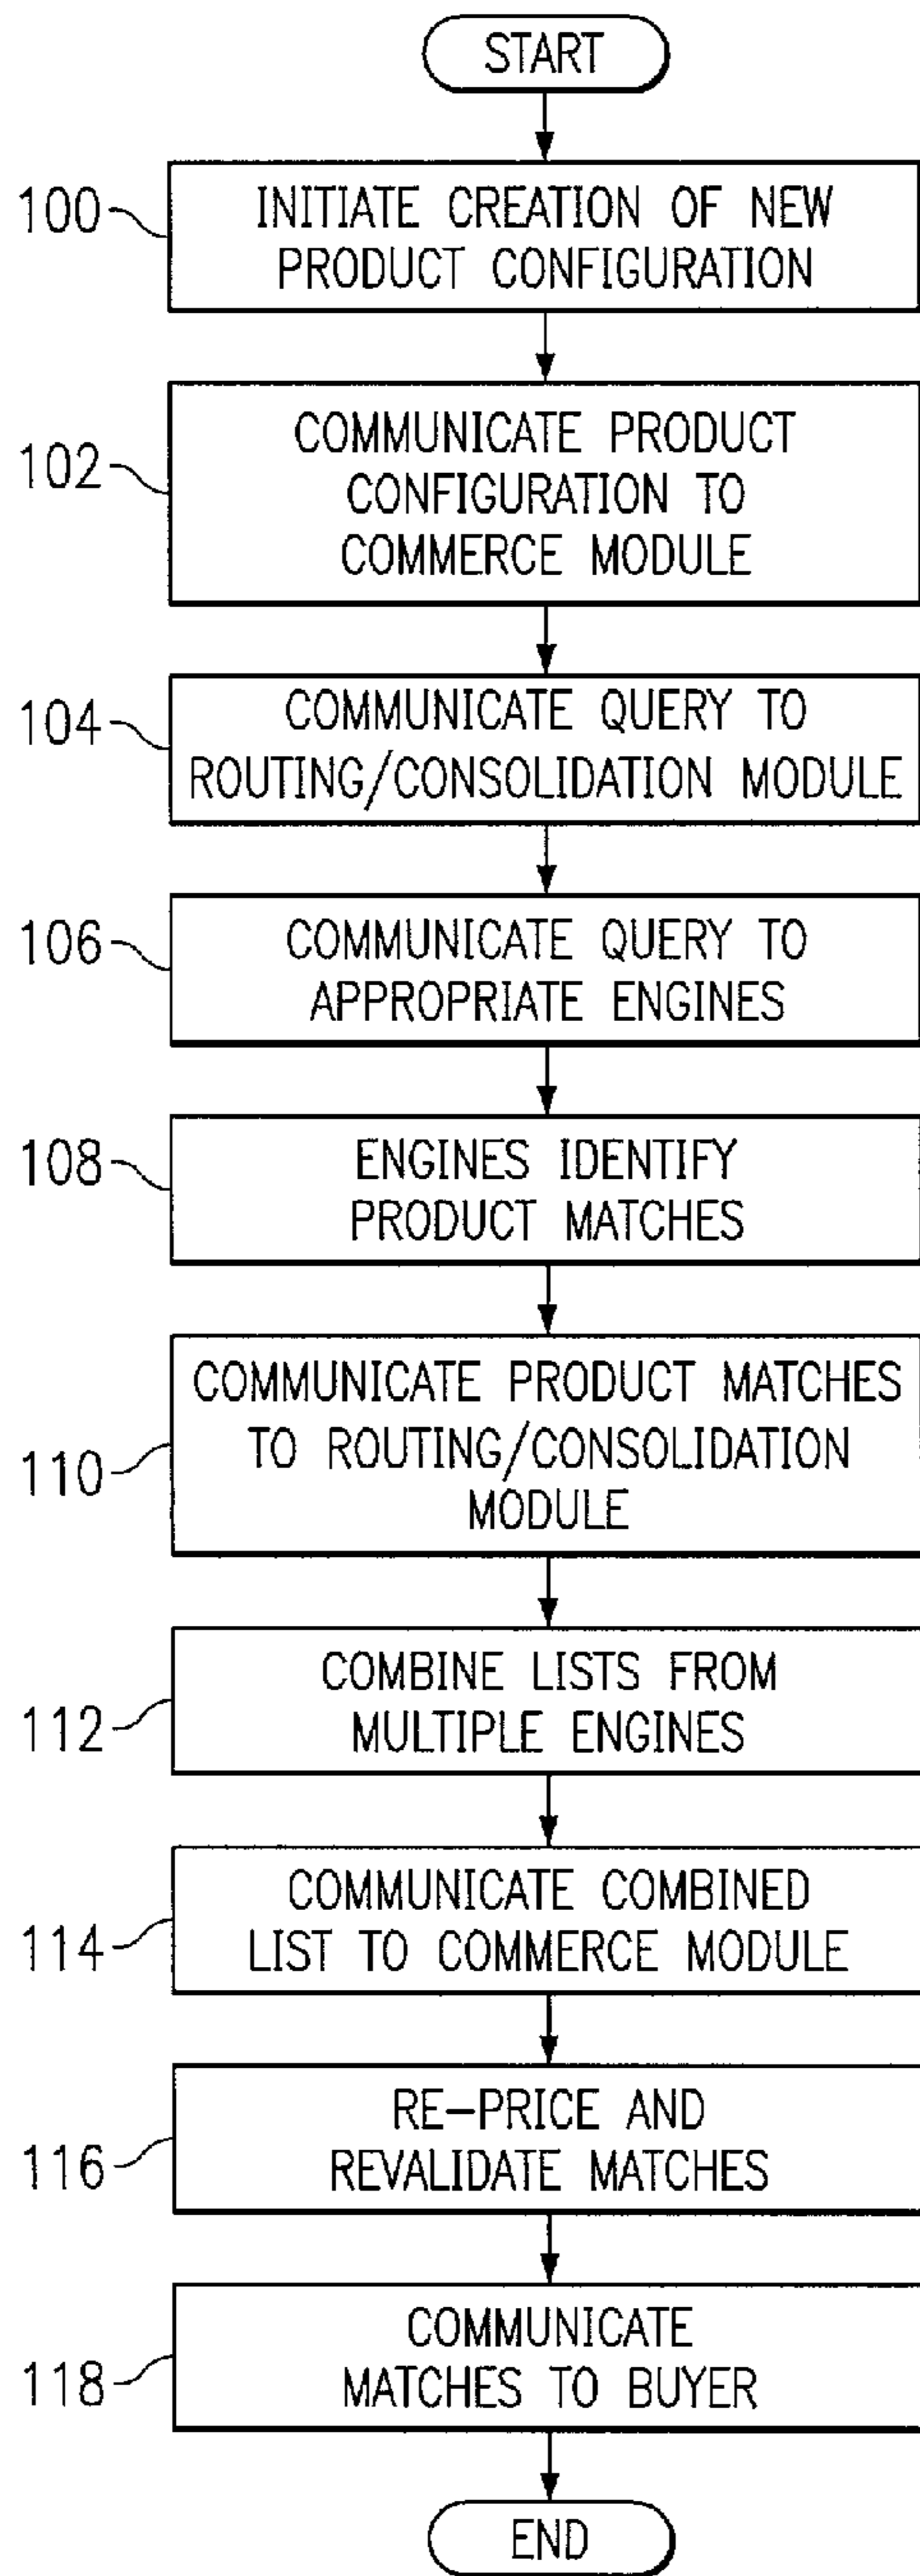 START
100
INITIATE CREATION OF NEW
PRODUCT CONFIGURATION
102
COMMUNICATE PRODUCT
CONFIGURATION TO
COMMERCE MODULE
104
COMMUNICATE QUERY TO
ROUTING/CONSOLIDATION MODULE
106
COMMUNICATE QUERY TO
APPROPRIATE ENGINES
108
ENGINES IDENTIFY
PRODUCT MATCHES
110
COMMUNICATE PRODUCT MATCHES
TO ROUTING/CONSOLIDATION
MODULE
112
COMBINE LISTS FROM
MULTIPLE ENGINES
114
COMMUNICATE COMBINED
LIST TO COMMERCE MODULE
116
RE-PRICE AND
REVALIDATE MATCHES
118
COMMUNICATE
MATCHES TO BUYER
END